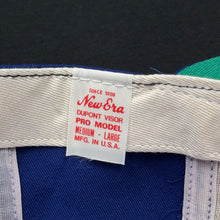 SINCE 1920
New Era
DUPONT VISOR
PRO MODEL
MEDIUM - LARGE
MFG. IN U.S.A.